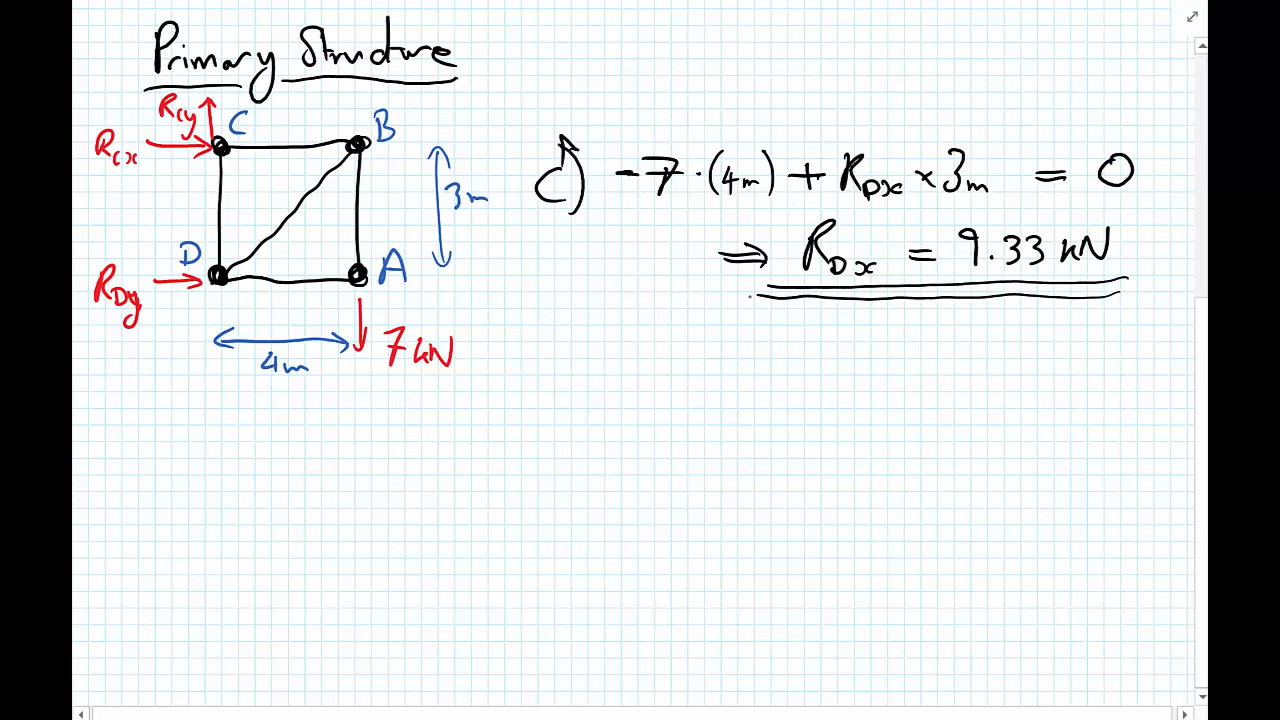 Primary Structure
Rcy
C
B
Rcx
3m
D
A
RDy
4m
7kN
C) -7·(4m) + RDx × 3m = 0
⇒ RDx = 9.33 kN